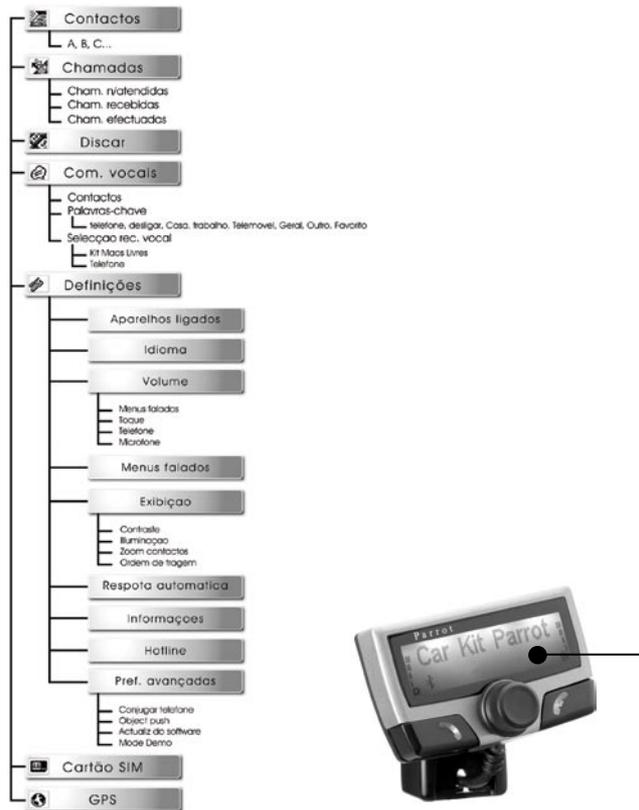 Contactos
A, B, C...
Chamadas
Cham. n/atendidas
Cham. recebidas
Cham. efectuadas
Discar
Com. vocais
Contactos
Palavras-chave
telefone, desligar, Casa, trabalho, Telemovel, Geral, Outro, Favorito
Selecçao rec. vocal
Kit Maos Livres
Telefone
Definições
Aparelhos ligados
Idioma
Volume
Menus falados
Toque
Telefone
Microfone
Menus falados
Exibiçao
Contraste
Iluminaçao
Zoom contactos
Ordem de tragem
Respota automatica
Informaçoes
Hotline
Pref. avançadas
Conjugar telefone
Object push
Actualiz do software
Mode Demo
Cartão SIM
GPS
Parrot
Car Kit Parrot